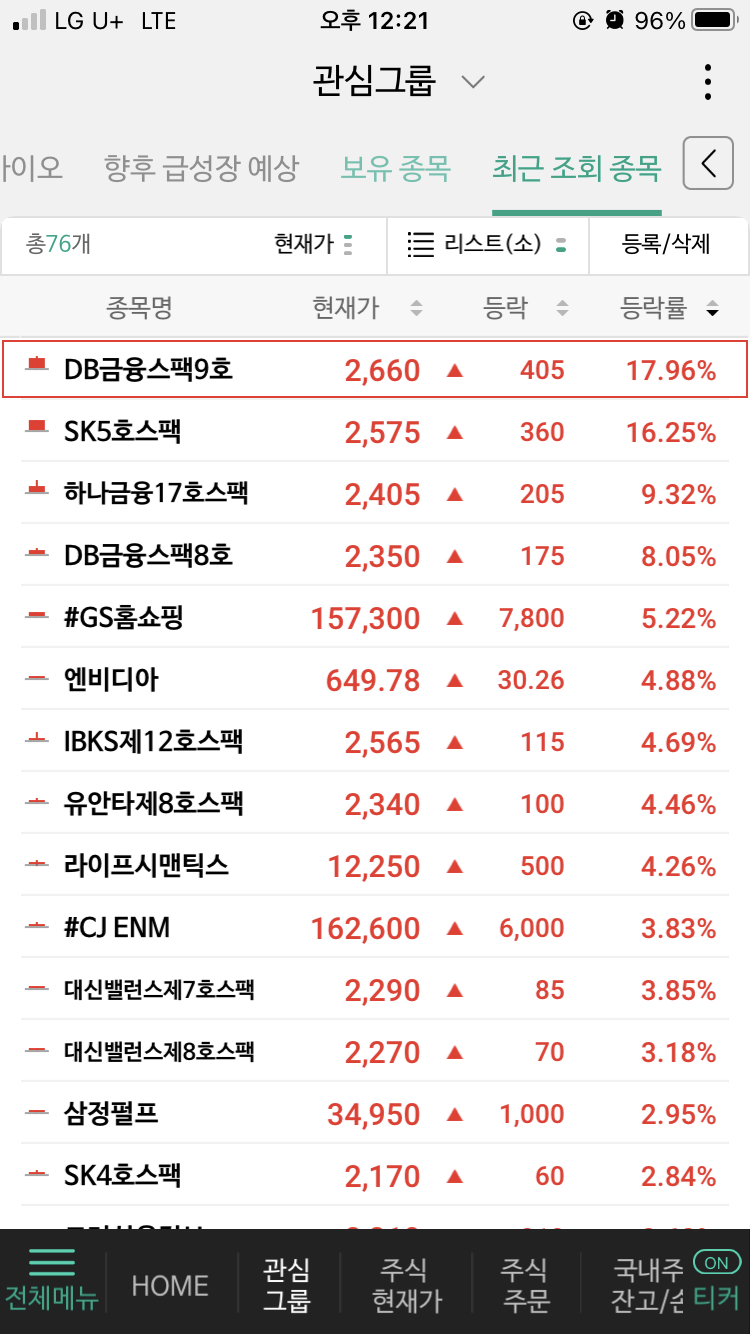 LG U+ LTE 오후 12:21 96%
관심그룹
바이오 향후 급성장 예상 보유 종목 최근 조회 종목
총76개 현재가 리스트(소) 등록/삭제
종목명 현재가 등락 등락률
DB금융스팩9호 2,660 ▲ 405 17.96%
SK5호스팩 2,575 ▲ 360 16.25%
하나금융17호스팩 2,405 ▲ 205 9.32%
DB금융스팩8호 2,350 ▲ 175 8.05%
#GS홈쇼핑 157,300 ▲ 7,800 5.22%
엔비디아 649.78 ▲ 30.26 4.88%
IBKS제12호스팩 2,565 ▲ 115 4.69%
유안타제8호스팩 2,340 ▲ 100 4.46%
라이프시맨틱스 12,250 ▲ 500 4.26%
#CJ ENM 162,600 ▲ 6,000 3.83%
대신밸런스제7호스팩 2,290 ▲ 85 3.85%
대신밸런스제8호스팩 2,270 ▲ 70 3.18%
삼정펄프 34,950 ▲ 1,000 2.95%
SK4호스팩 2,170 ▲ 60 2.84%
전체메뉴 HOME 관심 그룹 주식 현재가 주식 주문 국내주 잔고/손 ON 티커